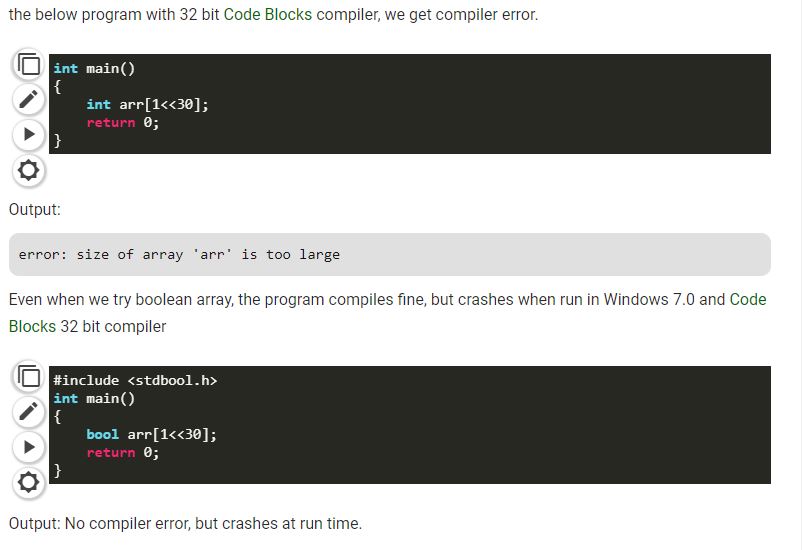 the below program with 32 bit Code Blocks compiler, we get compiler error.
int main()
{
    int arr[1<<30];
    return 0;
}
Output:
error: size of array 'arr' is too large
Even when we try boolean array, the program compiles fine, but crashes when run in Windows 7.0 and Code
Blocks 32 bit compiler
#include <stdbool.h>
int main()
{
    bool arr[1<<30];
    return 0;
}
Output: No compiler error, but crashes at run time.